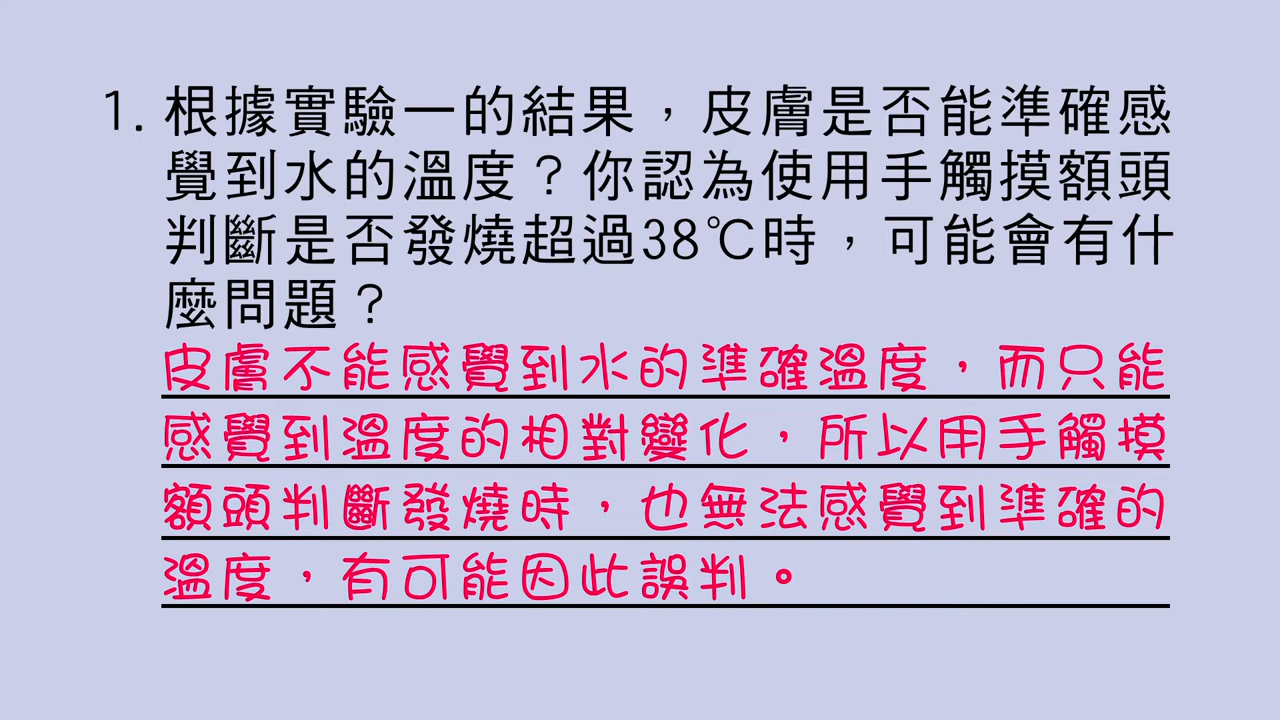 1. 根據實驗一的結果，皮膚是否能準確感
覺到水的溫度？你認為使用手觸摸額頭
判斷是否發燒超過38℃時，可能會有什
麼問題？
皮膚不能感覺到水的準確溫度，而只能
感覺到溫度的相對變化，所以用手觸摸
額頭判斷發燒時，也無法感覺到準確的
溫度，有可能因此誤判。